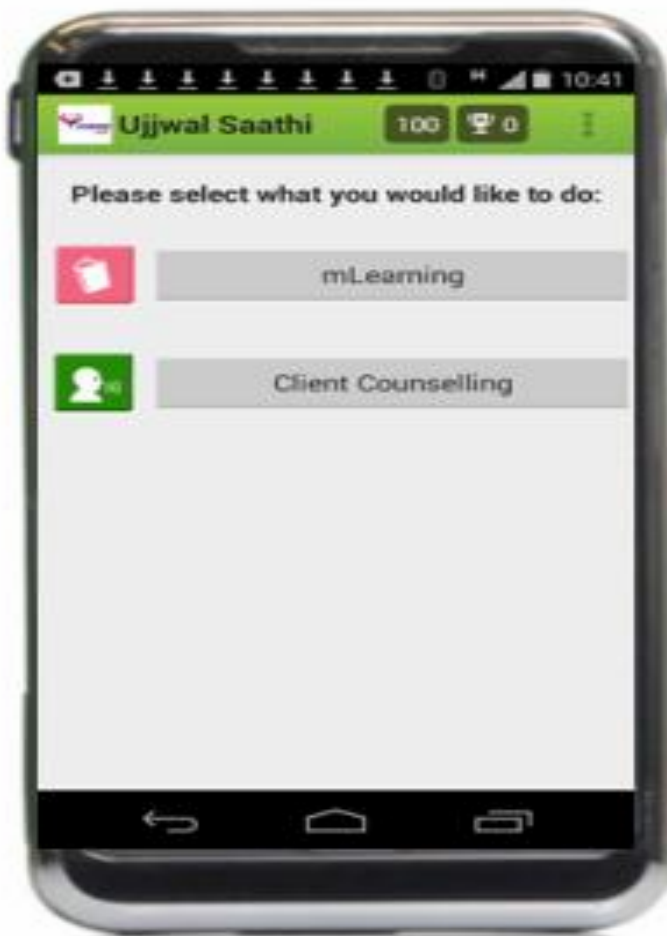 10:41
Ujjwal Saathi 100 0
Please select what you would like to do:
mLearning
Client Counselling